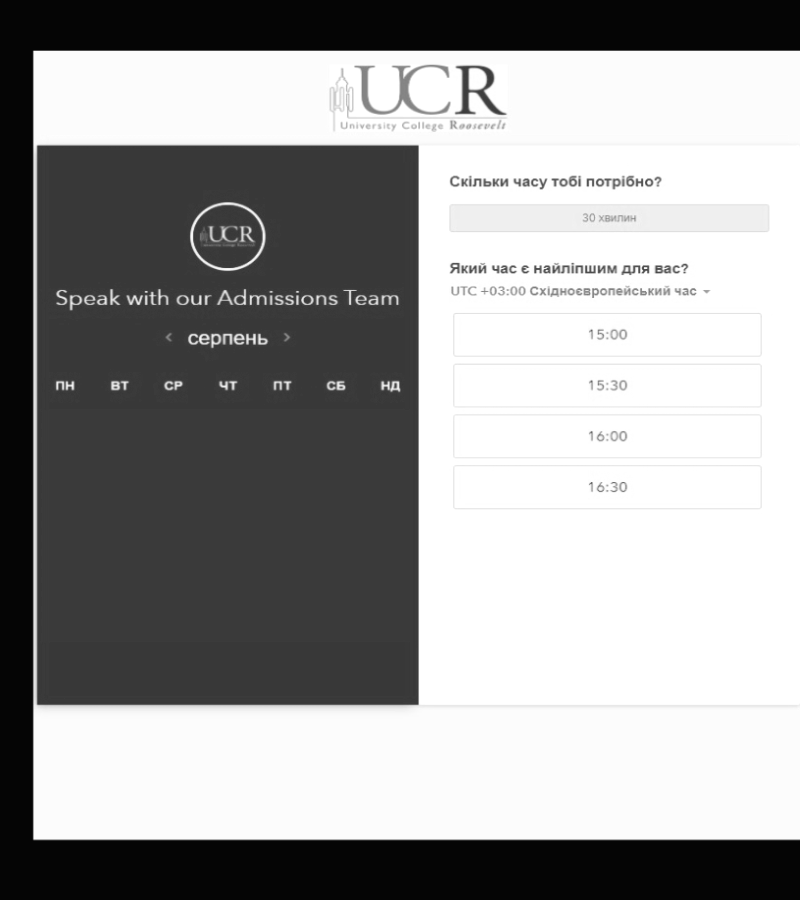 UCR
University College Roosevelt
UCR
Speak with our Admissions Team
< серпень >
ПН ВТ СР ЧТ ПТ СБ НД
Скільки часу тобі потрібно?
30 хвилин
Який час є найліпшим для вас?
UTC +03:00 Східноєвропейський час
15:00
15:30
16:00
16:30